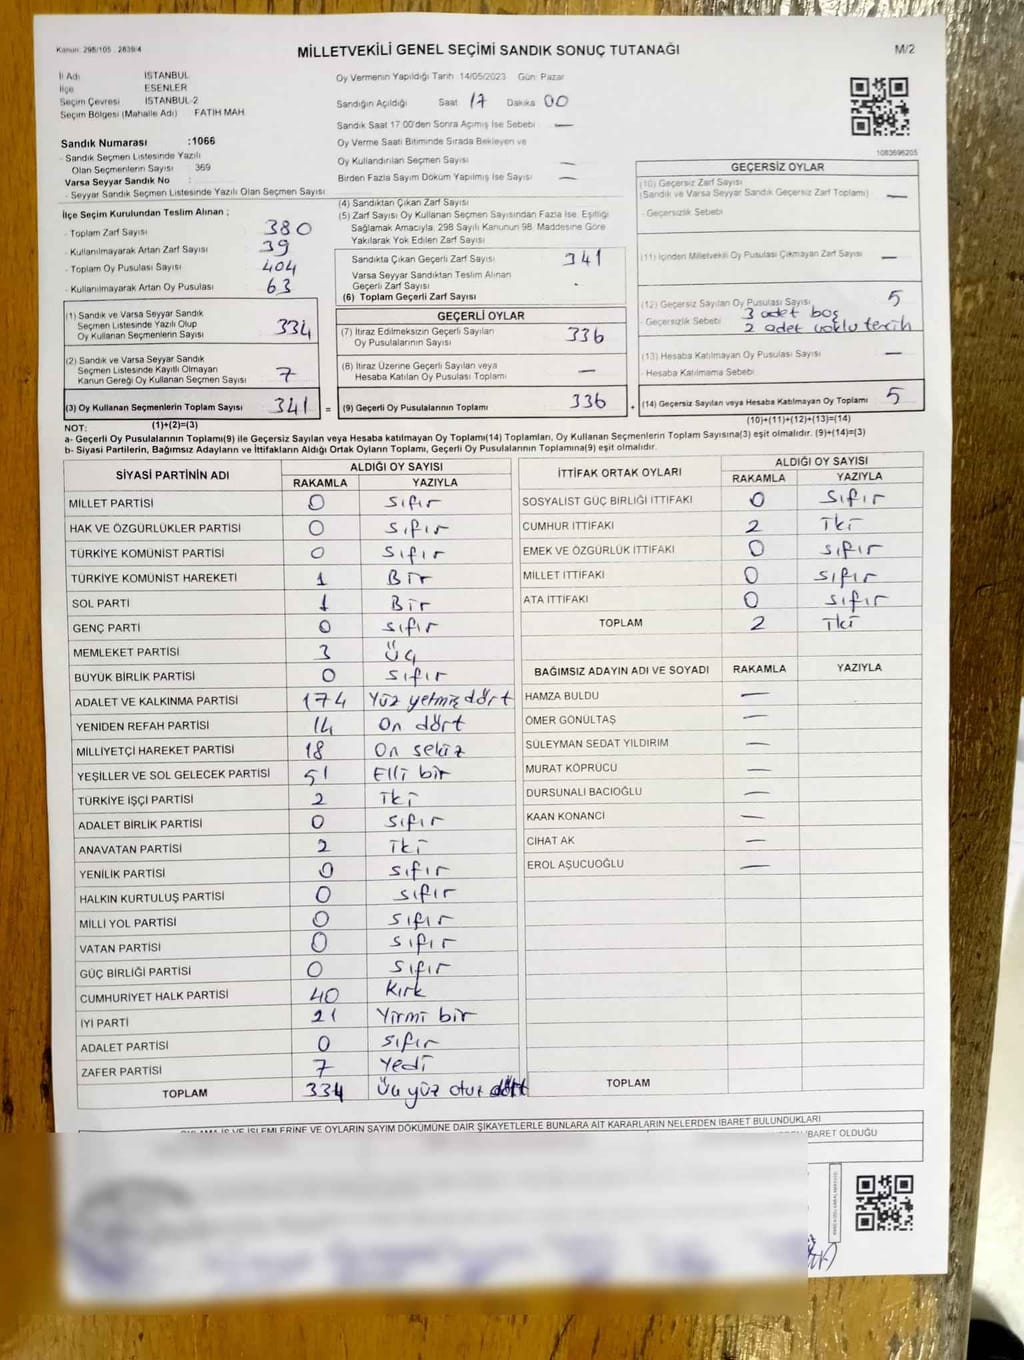 Kanun: 298/105 . 2839/4
MİLLETVEKİLİ GENEL SEÇİMİ SANDIK SONUÇ TUTANAĞI
M/2
İl Adı İSTANBUL
İlçe ESENLER
Seçim Çevresi İSTANBUL-2
Seçim Bölgesi (Mahalle Adı) FATİH MAH
Oy Vermenin Yapıldığı Tarih 14/05/2023 Gün: Pazar
Sandığın Açıldığı Saat 17 Dakika 00
Sandık Saat 17:00'den Sonra Açılmış İse Sebebi —
Oy Verme Saati Bitiminde Sırada Bekleyen ve
Oy Kullandırılan Seçmen Sayısı —
Birden Fazla Sayım Döküm Yapılmış İse Sayısı —
1083696205
Sandık Numarası :1066
- Sandık Seçmen Listesinde Yazılı
Olan Seçmenlerin Sayısı : 369
Varsa Seyyar Sandık No :
- Seyyar Sandık Seçmen Listesinde Yazılı Olan Seçmen Sayısı :
İlçe Seçim Kurulundan Teslim Alınan ;
- Toplam Zarf Sayısı 380
- Kullanılmayarak Artan Zarf Sayısı 39
- Toplam Oy Pusulası Sayısı 404
- Kullanılmayarak Artan Oy Pusulası 63
(1) Sandık ve Varsa Seyyar Sandık
Seçmen Listesinde Yazılı Olup
Oy Kullanan Seçmenlerin Sayısı 334
(2) Sandık ve Varsa Seyyar Sandık
Seçmen Listesinde Kayıtlı Olmayan
Kanun Gereği Oy Kullanan Seçmen Sayısı 7
(3) Oy Kullanan Seçmenlerin Toplam Sayısı 341 =
(1)+(2)=(3)
(4) Sandıktan Çıkan Zarf Sayısı
(5) Zarf Sayısı Oy Kullanan Seçmen Sayısından Fazla İse, Eşitliği
Sağlamak Amacıyla, 298 Sayılı Kanunun 98. Maddesine Göre
Yakılarak Yok Edilen Zarf Sayısı
Sandıkta Çıkan Geçerli Zarf Sayısı 341
Varsa Seyyar Sandıktan Teslim Alınan
Geçerli Zarf Sayısı
(6) Toplam Geçerli Zarf Sayısı
GEÇERLİ OYLAR
(7) İtiraz Edilmeksizin Geçerli Sayılan
Oy Pusulalarının Sayısı 336
(8) İtiraz Üzerine Geçerli Sayılan veya
Hesaba Katılan Oy Pusulası Toplamı —
(9) Geçerli Oy Pusulalarının Toplamı 336 +
GEÇERSİZ OYLAR
(10) Geçersiz Zarf Sayısı
(Sandık ve Varsa Seyyar Sandık Geçersiz Zarf Toplamı) —
- Geçersizlik Sebebi :
(11) İçinden Milletvekili Oy Pusulası Çıkmayan Zarf Sayısı —
(12) Geçersiz Sayılan Oy Pusulası Sayısı 5
- Geçersizlik Sebebi : 3 adet boş
2 adet çoklu tercih
(13) Hesaba Katılmayan Oy Pusulası Sayısı —
- Hesaba Katılmama Sebebi :
(14) Geçersiz Sayılan veya Hesaba Katılmayan Oy Toplamı 5
(10)+(11)+(12)+(13)=(14)
NOT:
a- Geçerli Oy Pusulalarının Toplamı(9) ile Geçersiz Sayılan veya Hesaba katılmayan Oy Toplamı(14) Toplamları, Oy Kullanan Seçmenlerin Toplam Sayısına(3) eşit olmalıdır. (9)+(14)=(3)
b- Siyasi Partilerin, Bağımsız Adayların ve İttifakların Aldığı Ortak Oyların Toplamı, Geçerli Oy Pusulalarının Toplamına(9) eşit olmalıdır.
SİYASİ PARTİNİN ADI ALDIĞI OY SAYISI
RAKAMLA YAZIYLA
MİLLET PARTİSİ 0 Sıfır
HAK VE ÖZGÜRLÜKLER PARTİSİ 0 Sıfır
TÜRKİYE KOMÜNİST PARTİSİ 0 Sıfır
TÜRKİYE KOMÜNİST HAREKETİ 1 Bir
SOL PARTİ 1 Bir
GENÇ PARTİ 0 Sıfır
MEMLEKET PARTİSİ 3 Üç
BÜYÜK BİRLİK PARTİSİ 0 Sıfır
ADALET VE KALKINMA PARTİSİ 174 Yüz yetmiş dört
YENİDEN REFAH PARTİSİ 14 On dört
MİLLİYETÇİ HAREKET PARTİSİ 18 On sekiz
YEŞİLLER VE SOL GELECEK PARTİSİ 51 Elli bir
TÜRKİYE İŞÇİ PARTİSİ 2 İki
ADALET BİRLİK PARTİSİ 0 Sıfır
ANAVATAN PARTİSİ 2 İki
YENİLİK PARTİSİ 0 Sıfır
HALKIN KURTULUŞ PARTİSİ 0 Sıfır
MİLLİ YOL PARTİSİ 0 Sıfır
VATAN PARTİSİ 0 Sıfır
GÜÇ BİRLİĞİ PARTİSİ 0 Sıfır
CUMHURİYET HALK PARTİSİ 40 Kırk
İYİ PARTİ 21 Yirmi bir
ADALET PARTİSİ 0 Sıfır
ZAFER PARTİSİ 7 Yedi
TOPLAM 334 Üç yüz otuz dört
İTTİFAK ORTAK OYLARI ALDIĞI OY SAYISI
RAKAMLA YAZIYLA
SOSYALİST GÜÇ BİRLİĞİ İTTİFAKI 0 Sıfır
CUMHUR İTTİFAKI 2 İki
EMEK VE ÖZGÜRLÜK İTTİFAKI 0 Sıfır
MİLLET İTTİFAKI 0 Sıfır
ATA İTTİFAKI 0 Sıfır
TOPLAM 2 İki
BAĞIMSIZ ADAYIN ADI VE SOYADI RAKAMLA YAZIYLA
HAMZA BULDU —
ÖMER GÖNÜLTAŞ —
SÜLEYMAN SEDAT YILDIRIM —
MURAT KÖPRÜCÜ —
DURSUNALİ BACIOĞLU —
KAAN KONANCİ —
CİHAT AK —
EROL AŞUCUOĞLU —
TOPLAM
OYLAMA İŞ VE İŞLEMLERİNE VE OYLARIN SAYIM DÖKÜMÜNE DAİR ŞİKAYETLERLE BUNLARA AİT KARARLARIN NELERDEN İBARET BULUNDUKLARI
İBARET OLDUĞU